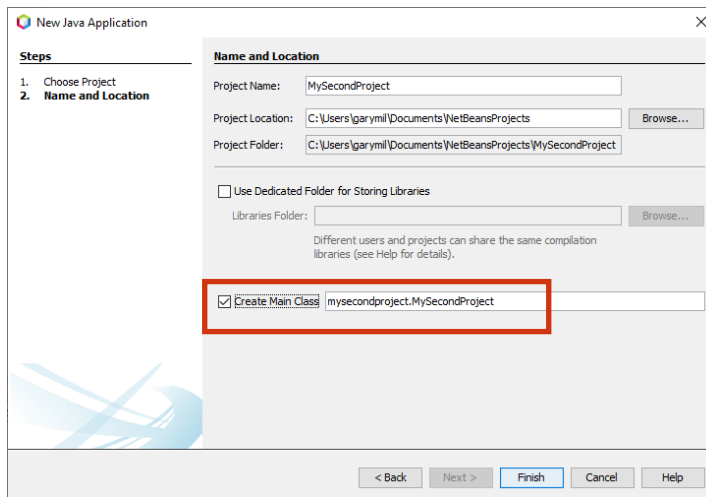 New Java Application
Steps
1. Choose Project
2. Name and Location
Name and Location
Project Name: MySecondProject
Project Location: C:\Users\garymil\Documents\NetBeansProjects Browse...
Project Folder: C:\Users\garymil\Documents\NetBeansProjects\MySecondProject
Use Dedicated Folder for Storing Libraries
Libraries Folder: Browse...
Different users and projects can share the same compilation
libraries (see Help for details).
Create Main Class mysecondproject.MySecondProject
< Back Next > Finish Cancel Help